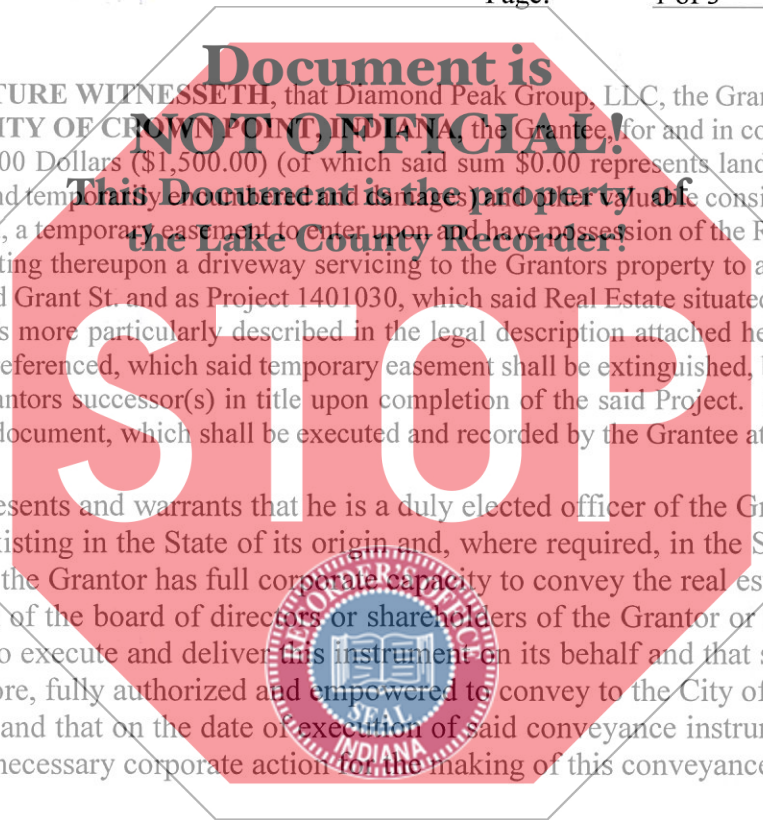 Page: 1 of 5
Document is
TURE WITNESSETH, that Diamond Peak Group, LLC, the Gran
ITY OF CROWN POINT, INDIANA, the Grantee, for and in co
NOT OFFICIAL!
00 Dollars ($1,500.00) (of which said sum $0.00 represents land
nd temporarily encumbered and damages) and other valuable consi
This Document is the property of
, a temporary easement to enter upon and have possession of the R
the Lake County Recorder!
ting thereupon a driveway servicing to the Grantors property to a
d Grant St. and as Project 1401030, which said Real Estate situated
s more particularly described in the legal description attached he
eferenced, which said temporary easement shall be extinguished,
antors successor(s) in title upon completion of the said Project.
document, which shall be executed and recorded by the Grantee at
STOP
esents and warrants that he is a duly elected officer of the Gr
isting in the State of its origin and, where required, in the S
the Grantor has full corporate capacity to convey the real es
of the board of directors or shareholders of the Grantor or
o execute and deliver this instrument on its behalf and that s
ore, fully authorized and empowered to convey to the City of
and that on the date of execution of said conveyance instrum
necessary corporate action for the making of this conveyance
RECORDER'S OFFICE
SEAL
INDIANA